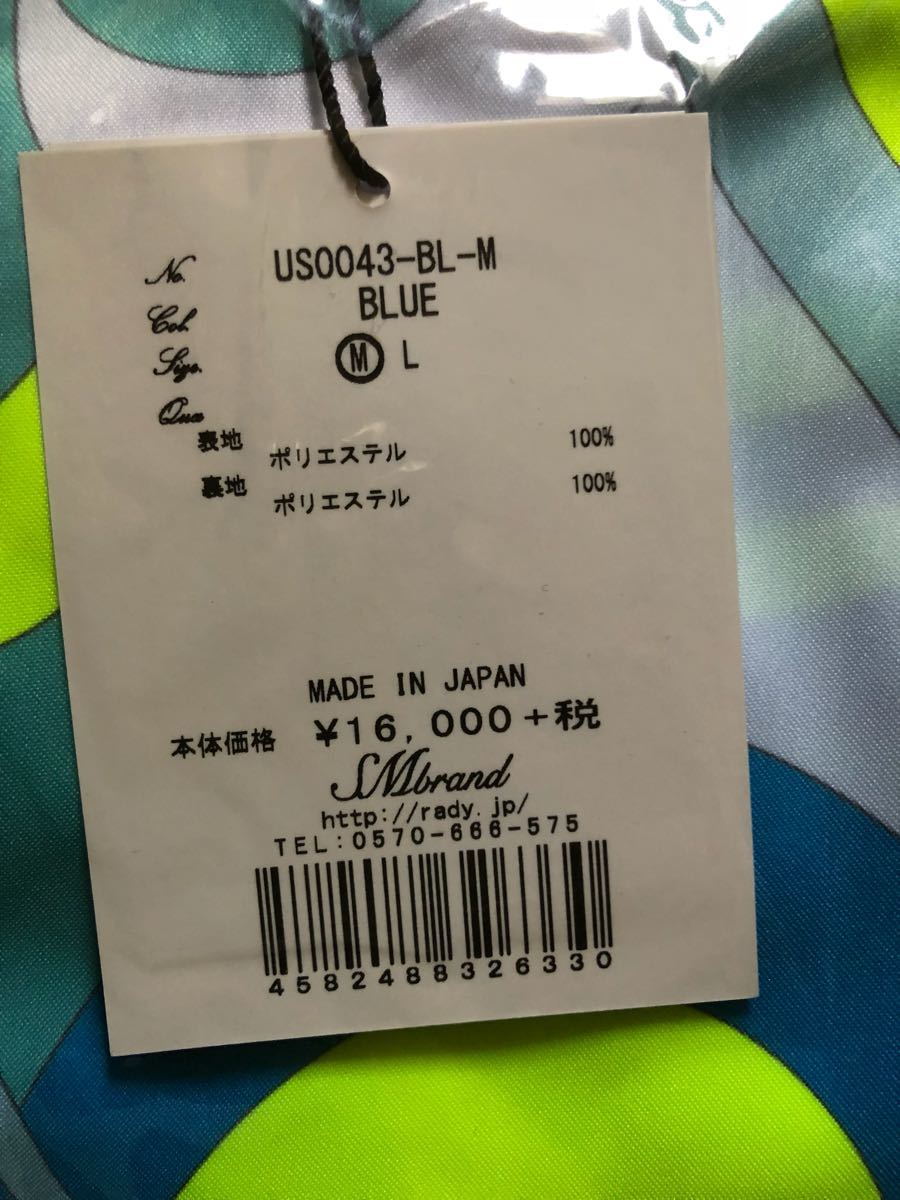 No. US0043-BL-M
Col. BLUE
Size. M L
Qua
表地 ポリエステル 100%
裏地 ポリエステル 100%
MADE IN JAPAN
本体価格 ¥16,000+税
SMbrand
http://rady.jp/
TEL:0570-666-575
4582488326330